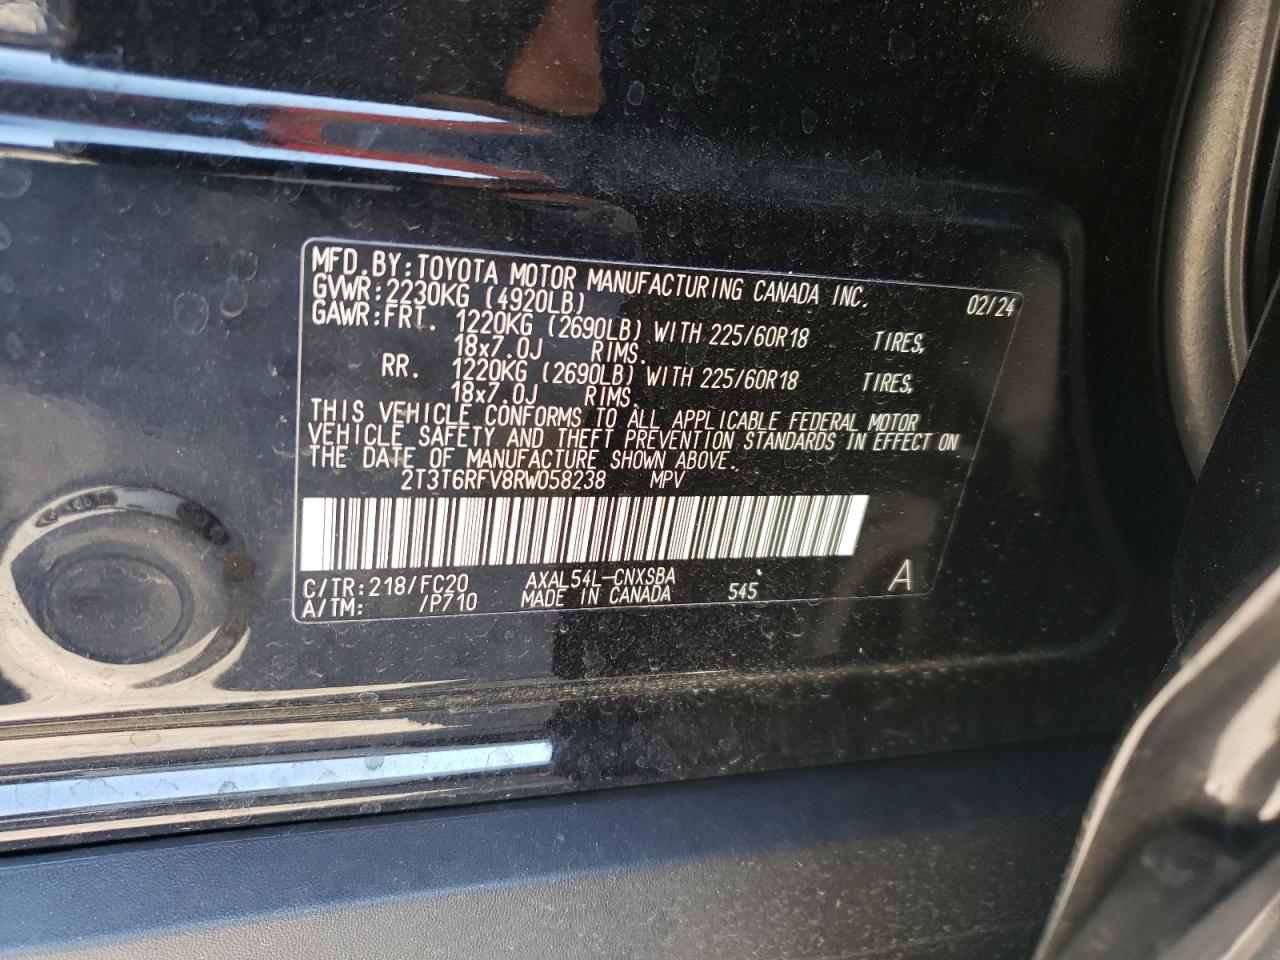 MFD.BY:TOYOTA MOTOR MANUFACTURING CANADA INC. 02/24
GVWR:2230KG (4920LB)
GAWR:FRT. 1220KG (2690LB) WITH 225/60R18 TIRES,
18x7.0J RIMS.
RR. 1220KG (2690LB) WITH 225/60R18 TIRES,
18x7.0J RIMS.
THIS VEHICLE CONFORMS TO ALL APPLICABLE FEDERAL MOTOR
VEHICLE SAFETY AND THEFT PREVENTION STANDARDS IN EFFECT ON
THE DATE OF MANUFACTURE SHOWN ABOVE.
2T3T6RFV8RW058238 MPV
C/TR:218/FC20 AXAL54L-CNXSBA
A/TM: /P710 MADE IN CANADA 545 A